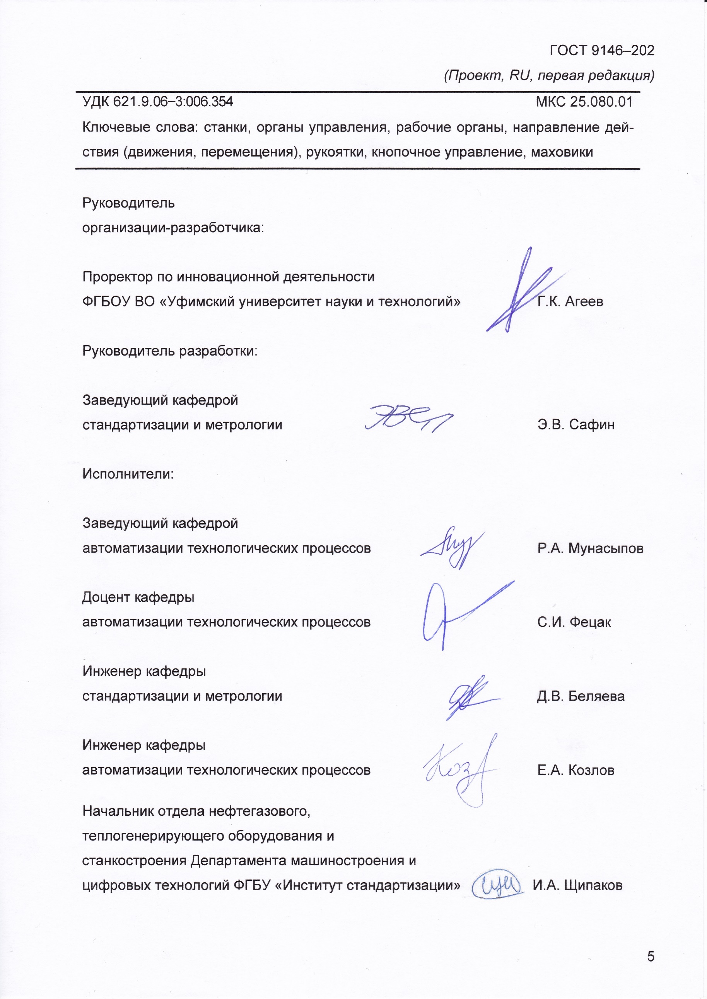 ГОСТ 9146–202
(Проект, RU, первая редакция)
УДК 621.9.06–3:006.354 МКС 25.080.01
Ключевые слова: станки, органы управления, рабочие органы, направление дей-
ствия (движения, перемещения), рукоятки, кнопочное управление, маховики
Руководитель
организации-разработчика:
Проректор по инновационной деятельности
ФГБОУ ВО «Уфимский университет науки и технологий» Г.К. Агеев
Руководитель разработки:
Заведующий кафедрой
стандартизации и метрологии Э.В. Сафин
Исполнители:
Заведующий кафедрой
автоматизации технологических процессов Р.А. Мунасыпов
Доцент кафедры
автоматизации технологических процессов С.И. Фецак
Инженер кафедры
стандартизации и метрологии Д.В. Беляева
Инженер кафедры
автоматизации технологических процессов Е.А. Козлов
Начальник отдела нефтегазового,
теплогенерирующего оборудования и
станкостроения Департамента машиностроения и
цифровых технологий ФГБУ «Институт стандартизации» И.А. Щипаков
5